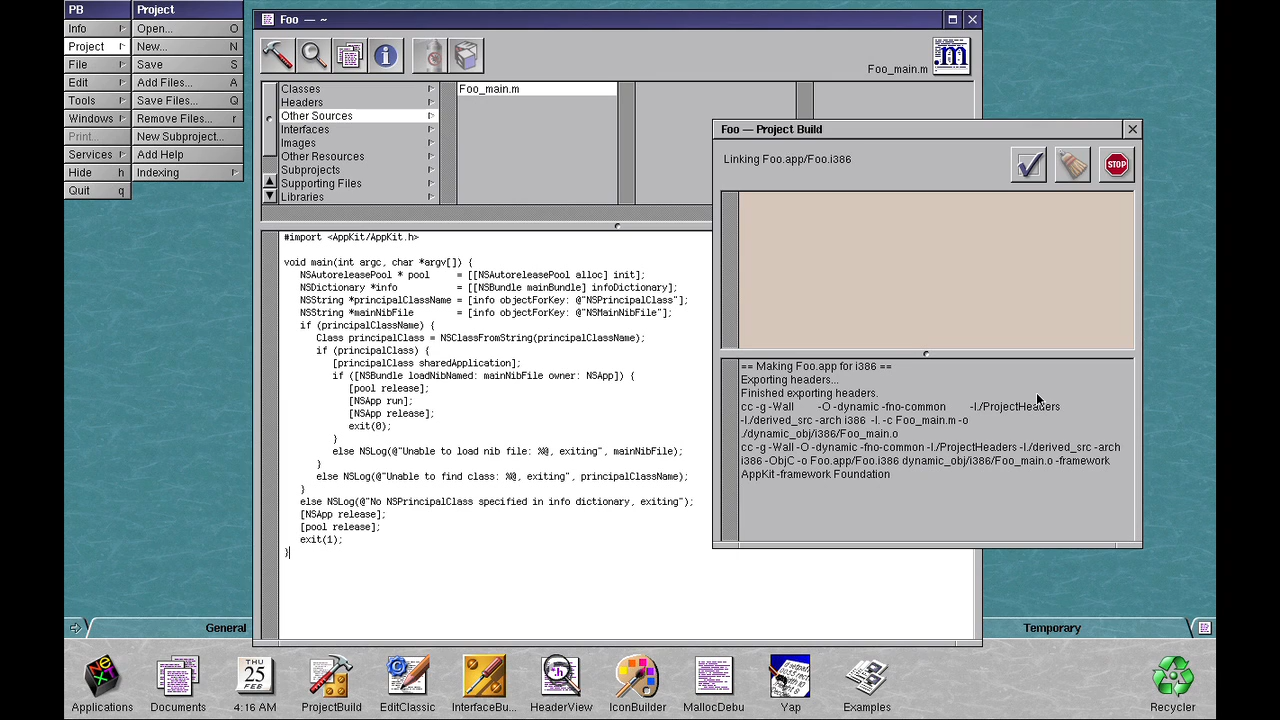 PB
Info
Project
File
Edit
Tools
Windows
Print...
Services
Hide h
Quit q
Project
Open... O
New... N
Save S
Add Files... A
Save Files... Q
Remove Files... r
New Subproject...
Add Help
Indexing
Foo — ~
Foo_main.m
.m
Classes
Headers
Other Sources
Interfaces
Images
Other Resources
Subprojects
Supporting Files
Libraries
Foo_main.m
#import <AppKit/AppKit.h>
void main(int argc, char *argv[]) {
NSAutoreleasePool * pool = [[NSAutoreleasePool alloc] init];
NSDictionary *info = [[NSBundle mainBundle] infoDictionary];
NSString *principalClassName = [info objectForKey: @"NSPrincipalClass"];
NSString *mainNibFile = [info objectForKey: @"NSMainNibFile"];
if (principalClassName) {
Class principalClass = NSClassFromString(principalClassName);
if (principalClass) {
[principalClass sharedApplication];
if ([NSBundle loadNibNamed: mainNibFile owner: NSApp]) {
[pool release];
[NSApp run];
[NSApp release];
exit(0);
}
else NSLog(@"Unable to load nib file: %@, exiting", mainNibFile);
}
else NSLog(@"Unable to find class: %@, exiting", principalClassName);
}
else NSLog(@"No NSPrincipalClass specified in info dictionary, exiting");
[NSApp release];
[pool release];
exit(1);
}
Foo — Project Build
Linking Foo.app/Foo.i386
STOP
== Making Foo.app for i386 ==
Exporting headers...
Finished exporting headers.
cc -g -Wall -O -dynamic -fno-common -I./ProjectHeaders
-I./derived_src -arch i386 -I. -c Foo_main.m -o
./dynamic_obj/i386/Foo_main.o
cc -g -Wall -O -dynamic -fno-common -I./ProjectHeaders -I./derived_src -arch
i386 -ObjC -o Foo.app/Foo.i386 dynamic_obj/i386/Foo_main.o -framework
AppKit -framework Foundation
General
Temporary
THU
25
FEB
.h
Applications
Documents
4:16 AM
ProjectBuild
EditClassic
InterfaceBu...
HeaderView
IconBuilder
MallocDebu
Yap
Examples
Recycler